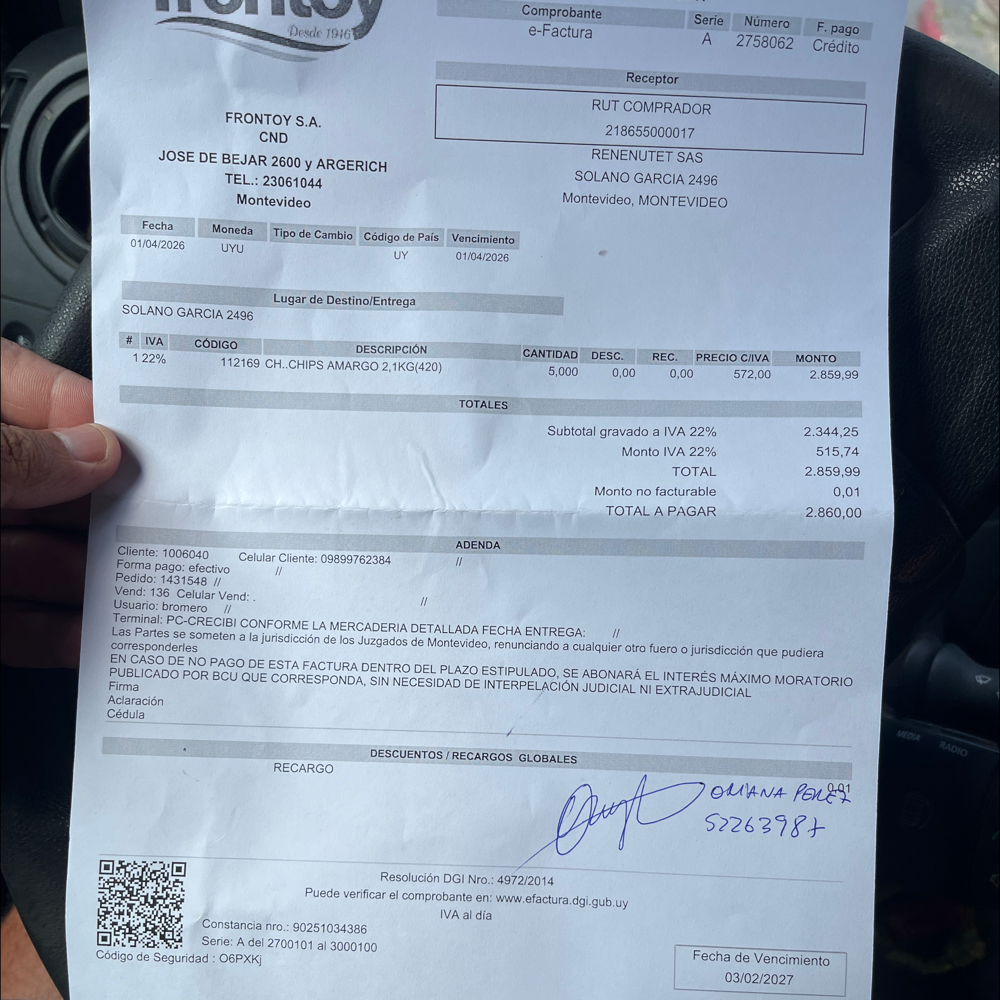 frontoy
Desde 1946
Comprobante Serie Número F. pago
e-Factura A 2758062 Crédito
Receptor
RUT COMPRADOR
218655000017
RENENUTET SAS
SOLANO GARCIA 2496
Montevideo, MONTEVIDEO
FRONTOY S.A.
CND
JOSE DE BEJAR 2600 y ARGERICH
TEL.: 23061044
Montevideo
Fecha Moneda Tipo de Cambio Código de País Vencimiento
01/04/2026 UYU UY 01/04/2026
Lugar de Destino/Entrega
SOLANO GARCIA 2496
# IVA CÓDIGO DESCRIPCIÓN CANTIDAD DESC. REC. PRECIO C/IVA MONTO
1 22% 112169 CH..CHIPS AMARGO 2,1KG(420) 5,000 0,00 0,00 572,00 2.859,99
TOTALES
Subtotal gravado a IVA 22% 2.344,25
Monto IVA 22% 515,74
TOTAL 2.859,99
Monto no facturable 0,01
TOTAL A PAGAR 2.860,00
ADENDA
Cliente: 1006040 Celular Cliente: 09899762384 //
Forma pago: efectivo //
Pedido: 1431548 //
Vend: 136 Celular Vend: . //
Usuario: bromero //
Terminal: PC-CRECIBI CONFORME LA MERCADERIA DETALLADA FECHA ENTREGA: //
Las Partes se someten a la jurisdicción de los Juzgados de Montevideo, renunciando a cualquier otro fuero o jurisdicción que pudiera
corresponderles
EN CASO DE NO PAGO DE ESTA FACTURA DENTRO DEL PLAZO ESTIPULADO, SE ABONARÁ EL INTERÉS MÁXIMO MORATORIO
PUBLICADO POR BCU QUE CORRESPONDA, SIN NECESIDAD DE INTERPELACIÓN JUDICIAL NI EXTRAJUDICIAL
Firma
Aclaración
Cédula
DESCUENTOS / RECARGOS GLOBALES
RECARGO 0,01
ORIANA PEREZ
52263987
Resolución DGI Nro.: 4972/2014
Puede verificar el comprobante en: www.efactura.dgi.gub.uy
IVA al día
Constancia nro.: 90251034386
Serie: A del 2700101 al 3000100
Código de Seguridad : O6PXKj
Fecha de Vencimiento
03/02/2027
MEDIA RADIO